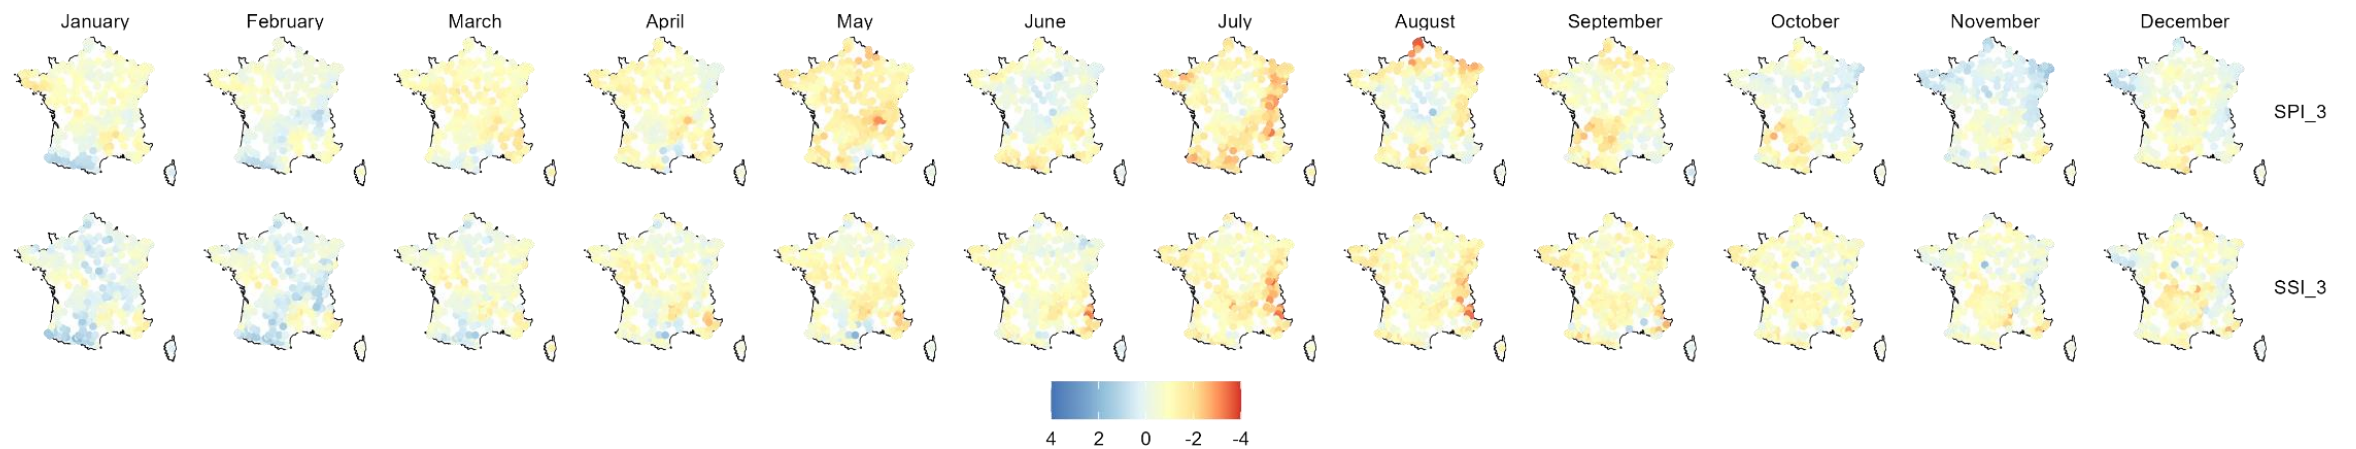 January February March April May June July August September October November December
SPI_3
SSI_3
4 2 0 -2 -4